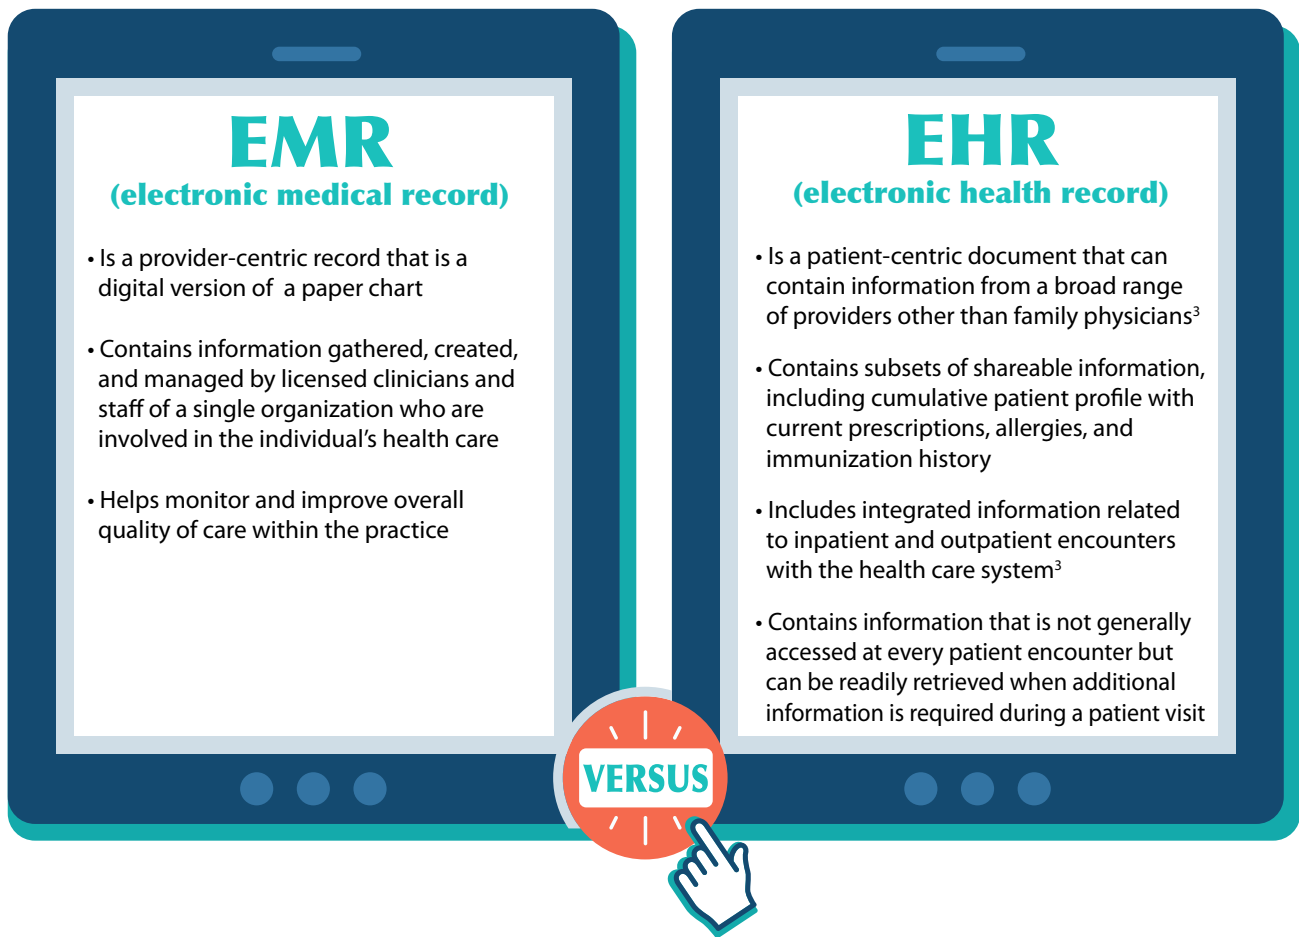 EMR
(electronic medical record)
• Is a provider-centric record that is a
digital version of  a paper chart
• Contains information gathered, created,
and managed by licensed clinicians and
staff of a single organization who are
involved in the individual’s health care
• Helps monitor and improve overall
quality of care within the practice
EHR
(electronic health record)
• Is a patient-centric document that can
contain information from a broad range
of providers other than family physicians³
• Contains subsets of shareable information,
including cumulative patient profile with
current prescriptions, allergies, and
immunization history
• Includes integrated information related
to inpatient and outpatient encounters
with the health care system³
• Contains information that is not generally
accessed at every patient encounter but
can be readily retrieved when additional
information is required during a patient visit
VERSUS